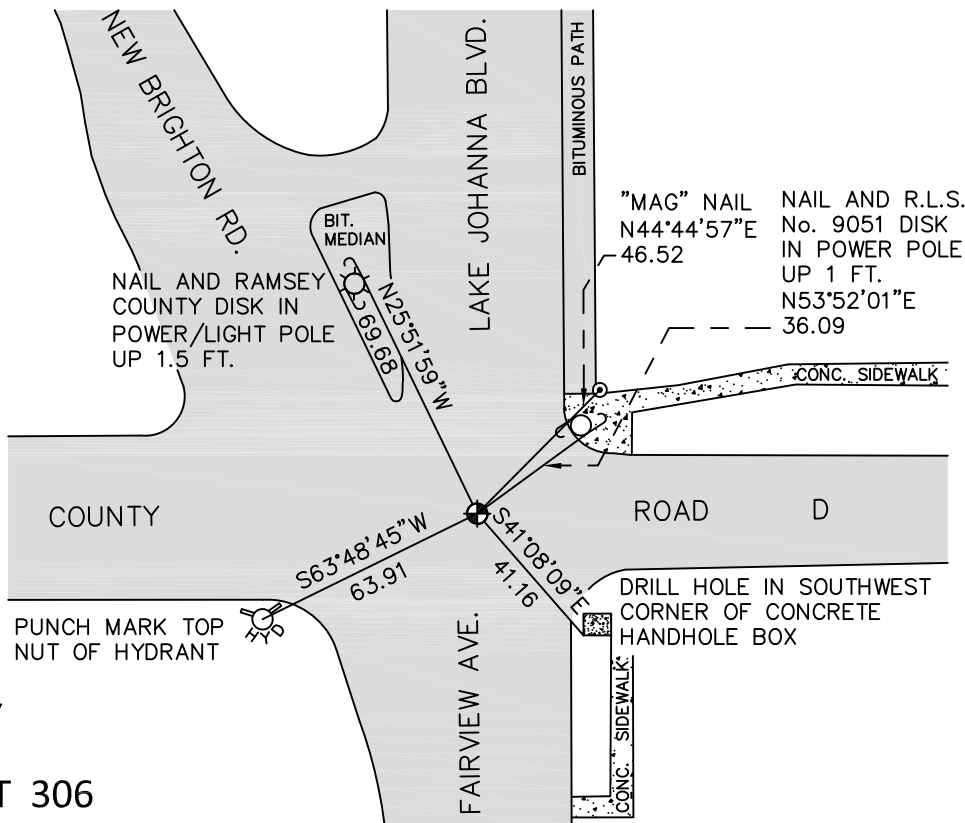 NEW BRIGHTON RD.
LAKE JOHANNA BLVD.
BITUMINOUS PATH
BIT.
MEDIAN
"MAG" NAIL
N44°44'57"E
46.52
NAIL AND R.L.S.
No. 9051 DISK
IN POWER POLE
UP 1 FT.
N53°52'01"E
36.09
NAIL AND RAMSEY
COUNTY DISK IN
POWER/LIGHT POLE
UP 1.5 FT.
N25°51'59"W
69.68
CONC. SIDEWALK
COUNTY
ROAD D
S63°48'45"W
63.91
S41°08'09"E
41.16
HYD
PUNCH MARK TOP
NUT OF HYDRANT
DRILL HOLE IN SOUTHWEST
CORNER OF CONCRETE
HANDHOLE BOX
FAIRVIEW AVE.
CONC. SIDEWALK
T 306